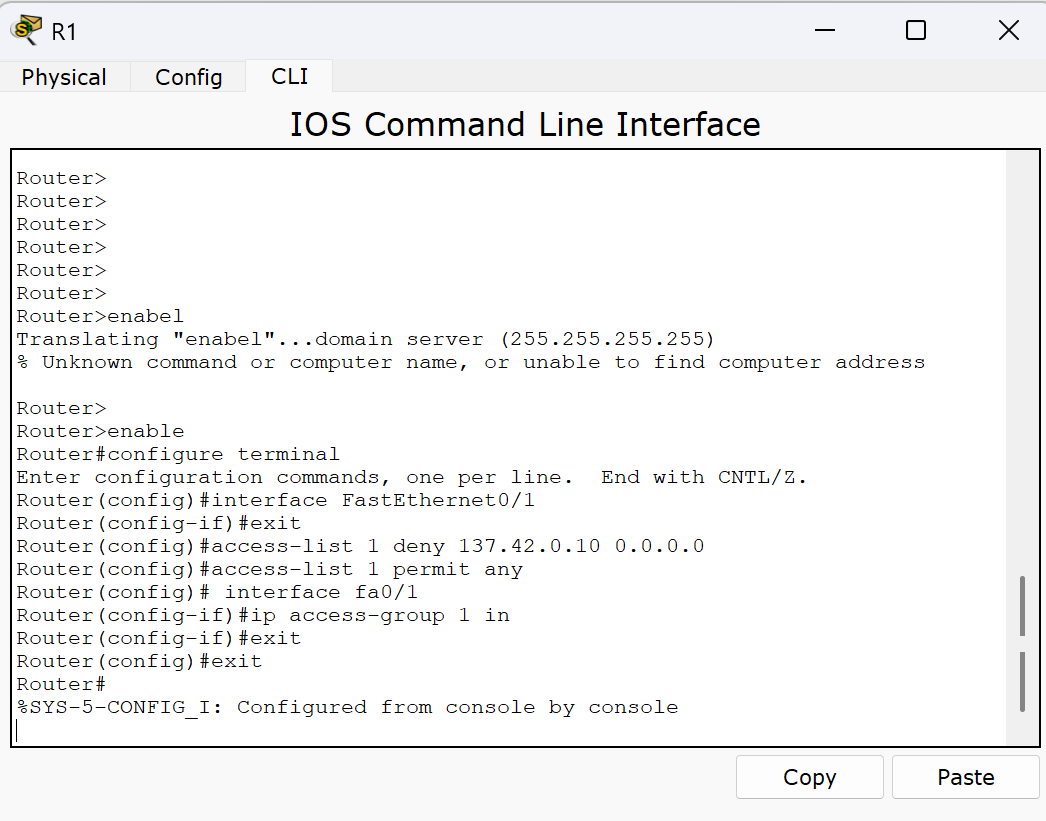 R1
Physical Config CLI
IOS Command Line Interface
Router>
Router>
Router>
Router>
Router>
Router>
Router>enabel
Translating "enabel"...domain server (255.255.255.255)
% Unknown command or computer name, or unable to find computer address
Router>
Router>enable
Router#configure terminal
Enter configuration commands, one per line.  End with CNTL/Z.
Router(config)#interface FastEthernet0/1
Router(config-if)#exit
Router(config)#access-list 1 deny 137.42.0.10 0.0.0.0
Router(config)#access-list 1 permit any
Router(config)# interface fa0/1
Router(config-if)#ip access-group 1 in
Router(config-if)#exit
Router(config)#exit
Router#
%SYS-5-CONFIG_I: Configured from console by console
Copy Paste